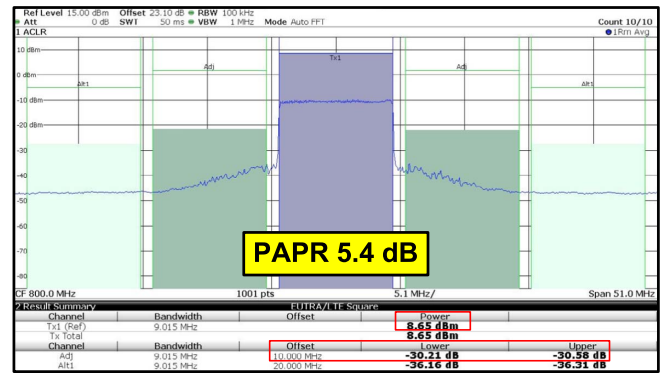 Ref Level 15.00 dBm Offset 23.10 dB RBW 100 kHz
Att 0 dB SWT 50 ms VBW 1 MHz Mode Auto FFT Count 10/10
1 ACLR 1Rm Avg
10 dBm
Tx1
Adj Adj
0 dBm
Alt1 Alt1
-10 dBm
-20 dBm
-30
-40
-50
-60
PAPR 5.4 dB
-70
-80
CF 800.0 MHz 1001 pts 5.1 MHz/ Span 51.0 MHz
2 Result Summary EUTRA/LTE Square
Channel Bandwidth Offset Power
Tx1 (Ref) 9.015 MHz 8.65 dBm
Tx Total 8.65 dBm
Channel Bandwidth Offset Lower Upper
Adj 9.015 MHz 10.000 MHz -30.21 dB -30.58 dB
Alt1 9.015 MHz 20.000 MHz -36.16 dB -36.31 dB